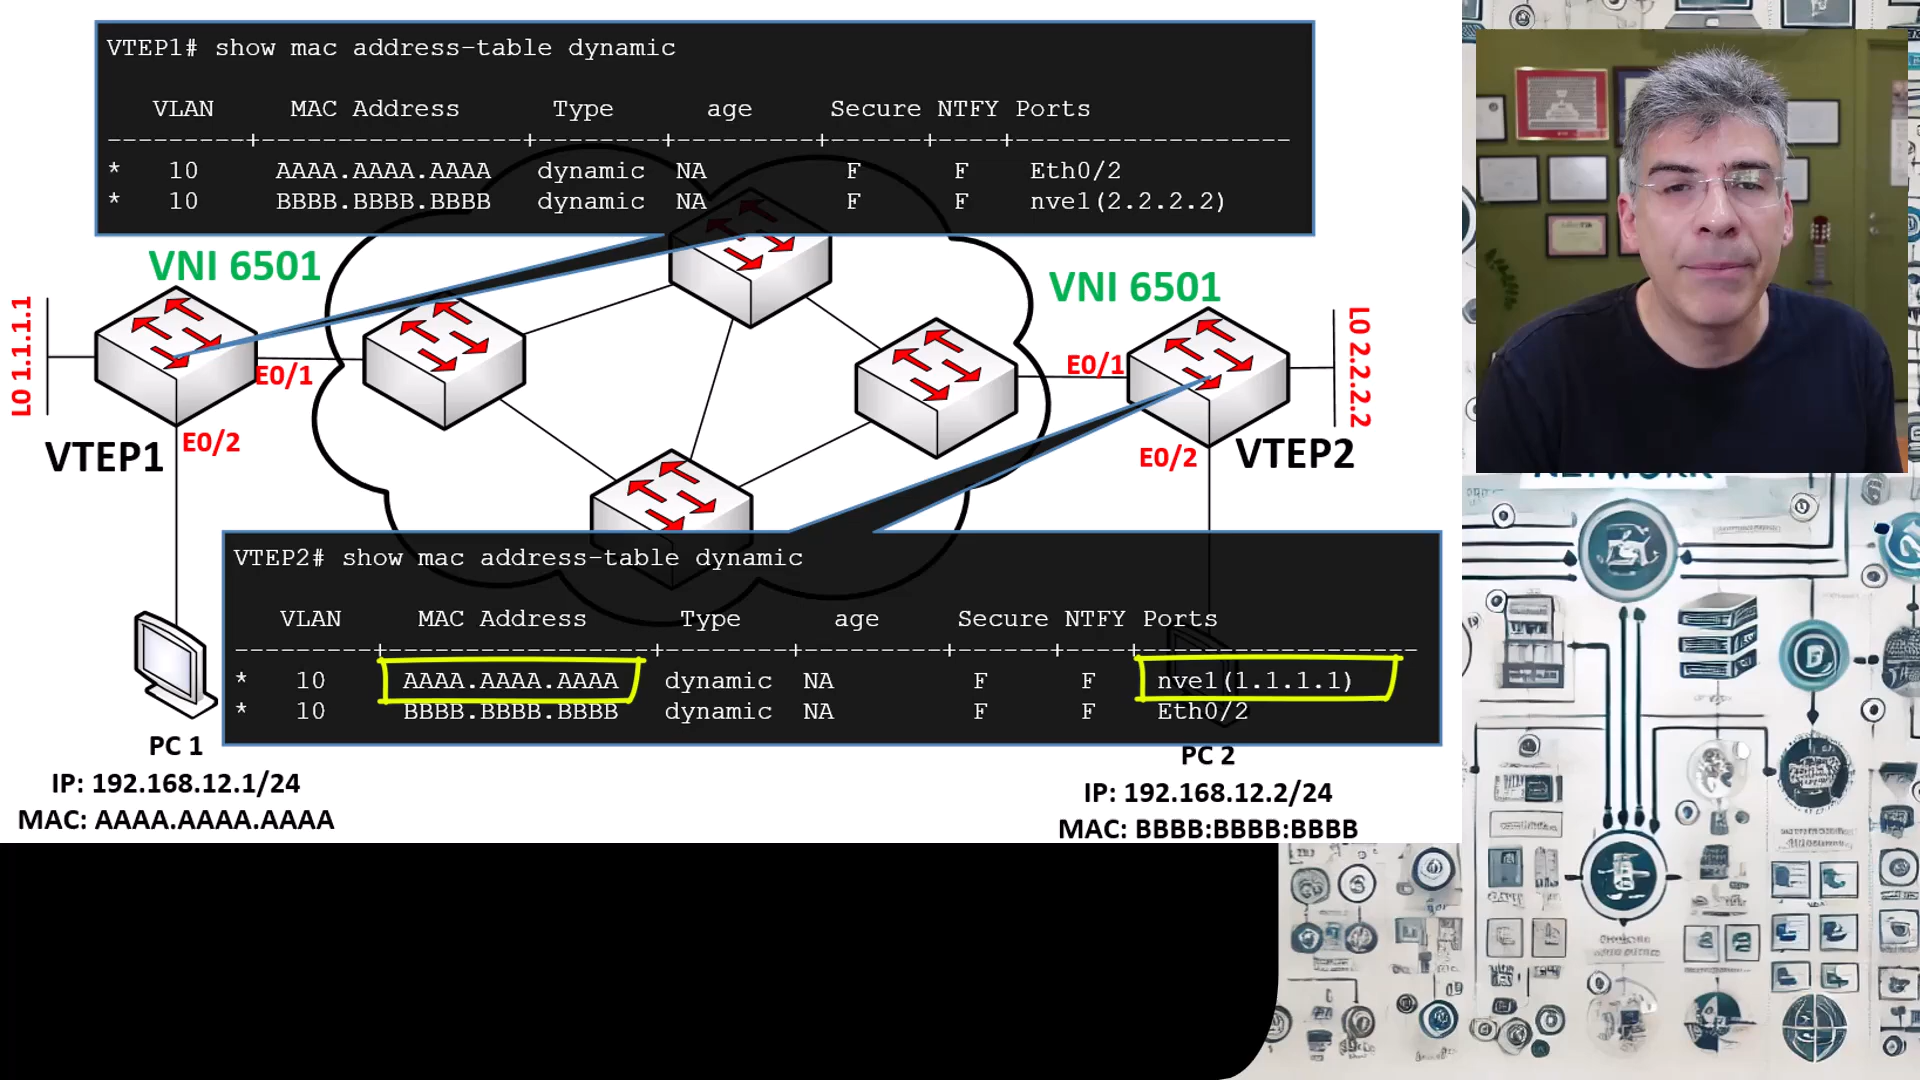 VTEP1# show mac address-table dynamic
VLAN MAC Address Type age Secure NTFY Ports
---------+-----------------+--------+---------+------+----+------------------
* 10 AAAA.AAAA.AAAA dynamic NA F F Eth0/2
* 10 BBBB.BBBB.BBBB dynamic NA F F nve1(2.2.2.2)
VNI 6501
VNI 6501
L0 1.1.1.1
E0/1
E0/1
L0 2.2.2.2
VTEP1
E0/2
E0/2
VTEP2
NETWORK
VTEP2# show mac address-table dynamic
VLAN MAC Address Type age Secure NTFY Ports
---------+-----------------+--------+---------+------+----+------------------
* 10 AAAA.AAAA.AAAA dynamic NA F F nve1(1.1.1.1)
* 10 BBBB.BBBB.BBBB dynamic NA F F Eth0/2
PC 1
IP: 192.168.12.1/24
MAC: AAAA.AAAA.AAAA
PC 2
IP: 192.168.12.2/24
MAC: BBBB:BBBB:BBBB